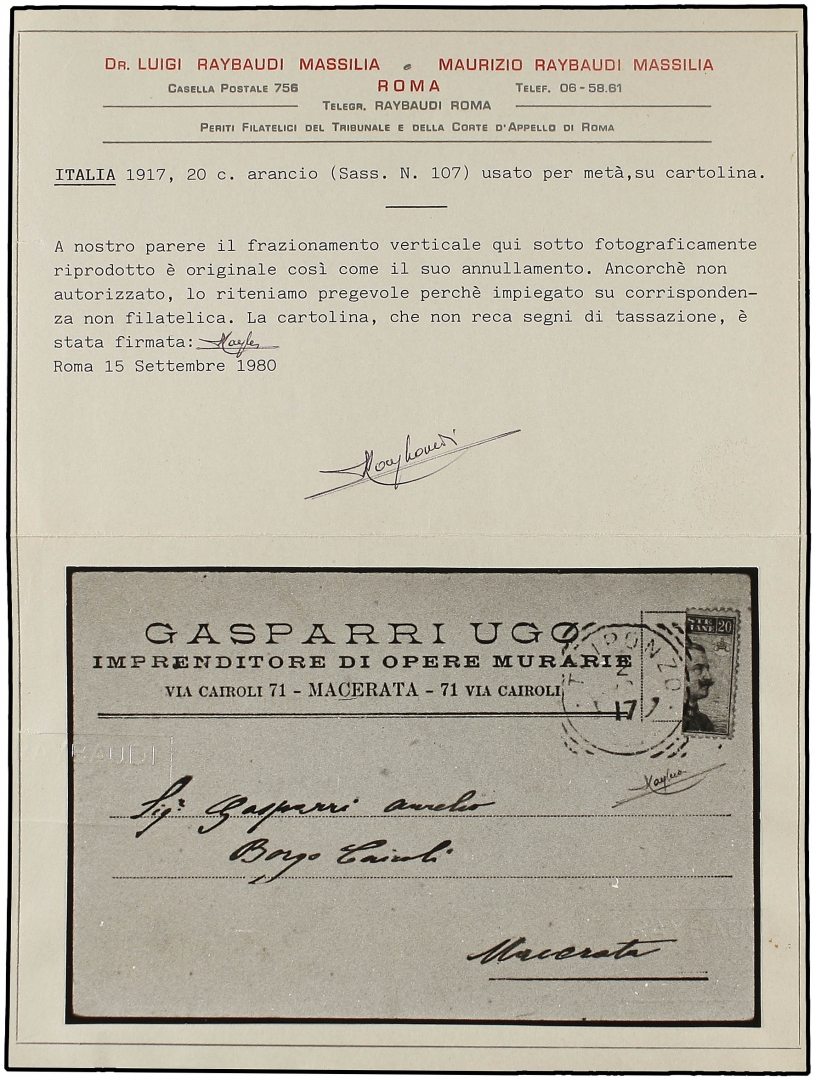 DR. LUIGI RAYBAUDI MASSILIA e MAURIZIO RAYBAUDI MASSILIA
CASELLA POSTALE 756 ROMA TELEF. 06-58.61
TELEGR. RAYBAUDI ROMA
PERITI FILATELICI DEL TRIBUNALE E DELLA CORTE D'APPELLO DI ROMA
ITALIA 1917, 20 c. arancio (Sass. N. 107) usato per metà,su cartolina.
A nostro parere il frazionamento verticale qui sotto fotograficamente
riprodotto è originale così come il suo annullamento. Ancorchè non
autorizzato, lo riteniamo pregevole perchè impiegato su corrisponden-
za non filatelica. La cartolina, che non reca segni di tassazione, è
stata firmata:
Roma 15 Settembre 1980
GASPARRI UGO
IMPRENDITORE DI OPERE MURARIE
VIA CAIROLI 71 - MACERATA - 71 VIA CAIROLI
20
17
RAYBAUDI
Sigr. Gasparri Aurelio
Borgo Cairoli
Macerata